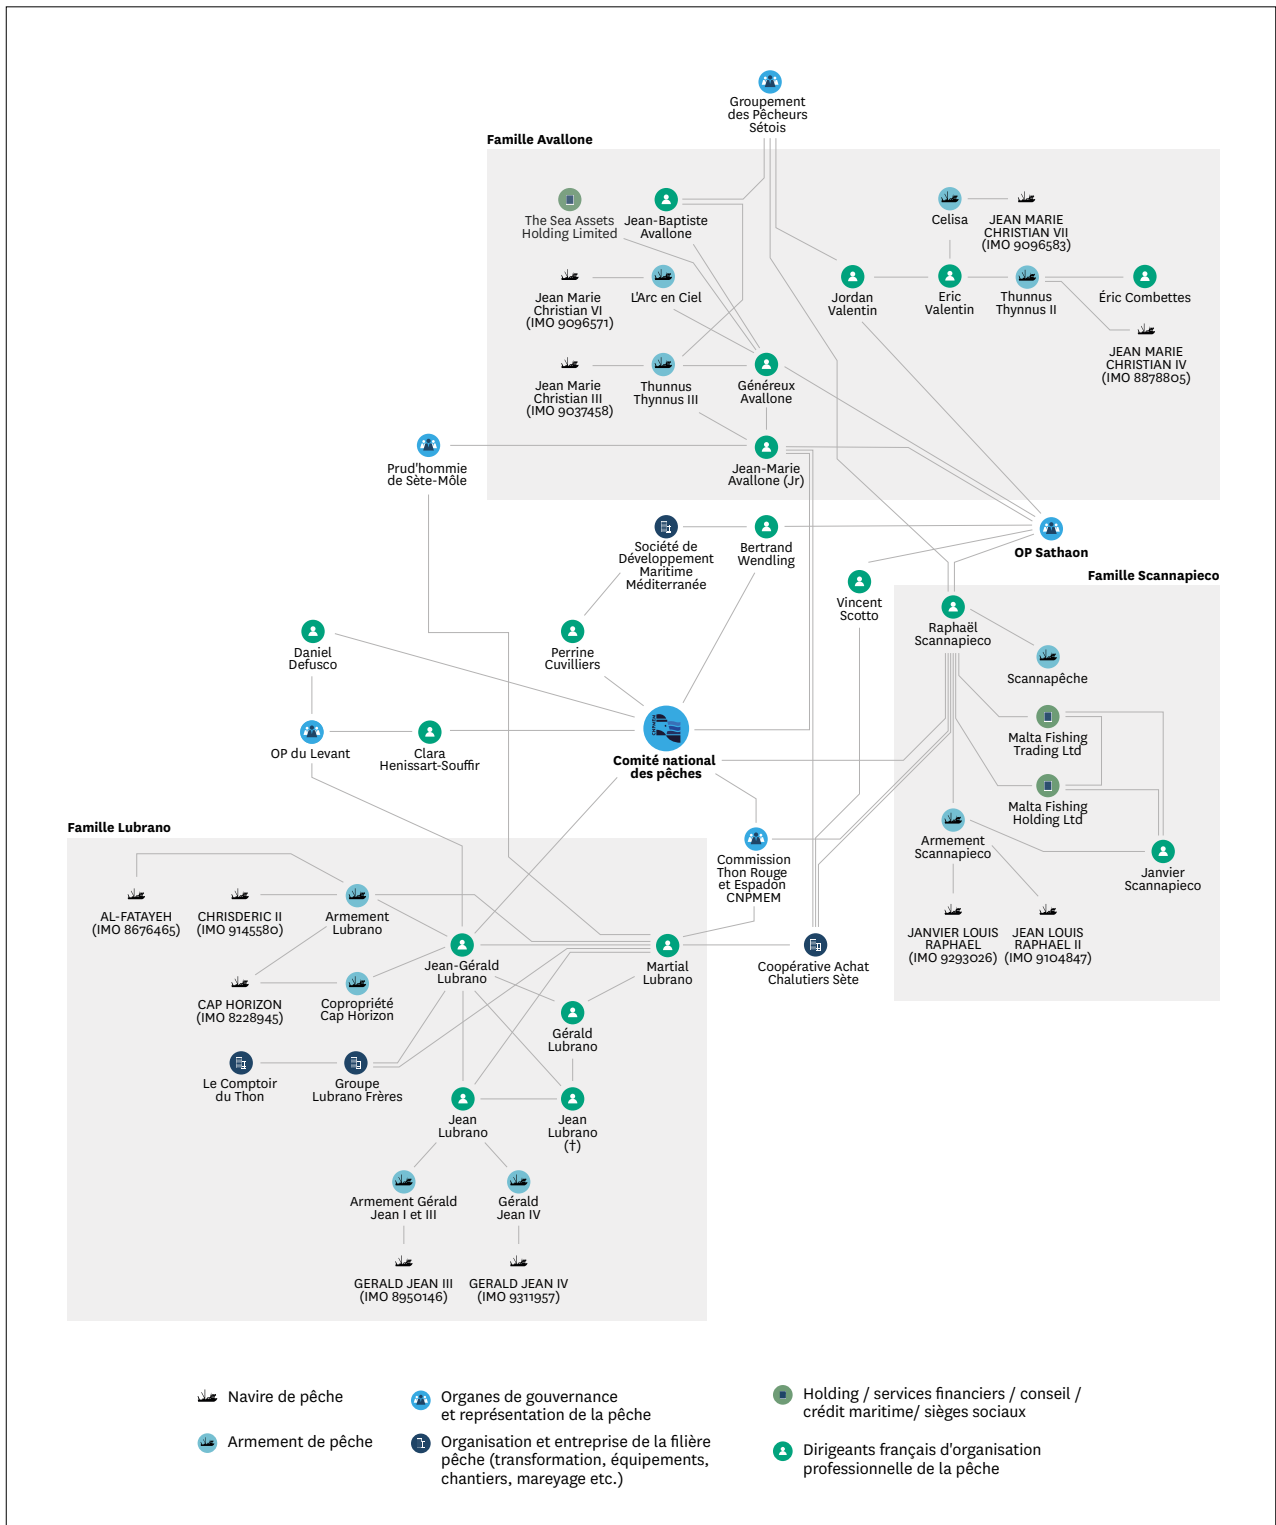 Groupement
des Pêcheurs
Sétois
Famille Avallone
The Sea Assets
Holding Limited
Jean-Baptiste
Avallone
Celisa
JEAN MARIE
CHRISTIAN VII
(IMO 9096583)
Jean Marie
Christian VI
(IMO 9096571)
L'Arc en Ciel
Jordan
Valentin
Eric
Valentin
Thunnus
Thynnus II
Éric Combettes
JEAN MARIE
CHRISTIAN IV
(IMO 8878805)
Jean Marie
Christian III
(IMO 9037458)
Thunnus
Thynnus III
Généreux
Avallone
Prud'hommie
de Sète-Môle
Jean-Marie
Avallone (Jr)
Société de
Développement
Maritime
Méditerranée
Bertrand
Wendling
OP Sathaon
Famille Scannapieco
Vincent
Scotto
Raphaël
Scannapieco
Daniel
Defusco
Perrine
Cuvilliers
Scannapêche
OP du Levant
Clara
Henissart-Souffir
CNPMEM
Comité national
des pêches
Malta Fishing
Trading Ltd
Malta Fishing
Holding Ltd
Famille Lubrano
Commission
Thon Rouge
et Espadon
CNPMEM
Armement
Scannapieco
Janvier
Scannapieco
AL-FATAYEH
(IMO 8676465)
CHRISDERIC II
(IMO 9145580)
Armement
Lubrano
JANVIER LOUIS
RAPHAEL
(IMO 9293026)
JEAN LOUIS
RAPHAEL II
(IMO 9104847)
Jean-Gérald
Lubrano
Martial
Lubrano
Coopérative Achat
Chalutiers Sète
CAP HORIZON
(IMO 8228945)
Copropriété
Cap Horizon
Gérald
Lubrano
Le Comptoir
du Thon
Groupe
Lubrano Frères
Jean
Lubrano
Jean
Lubrano
(†)
Armement Gérald
Jean I et III
Gérald
Jean IV
GERALD JEAN III
(IMO 8950146)
GERALD JEAN IV
(IMO 9311957)
Navire de pêche
Armement de pêche
Organes de gouvernance
et représentation de la pêche
Organisation et entreprise de la filière
pêche (transformation, équipements,
chantiers, mareyage etc.)
Holding / services financiers / conseil /
crédit maritime/ sièges sociaux
Dirigeants français d'organisation
professionnelle de la pêche